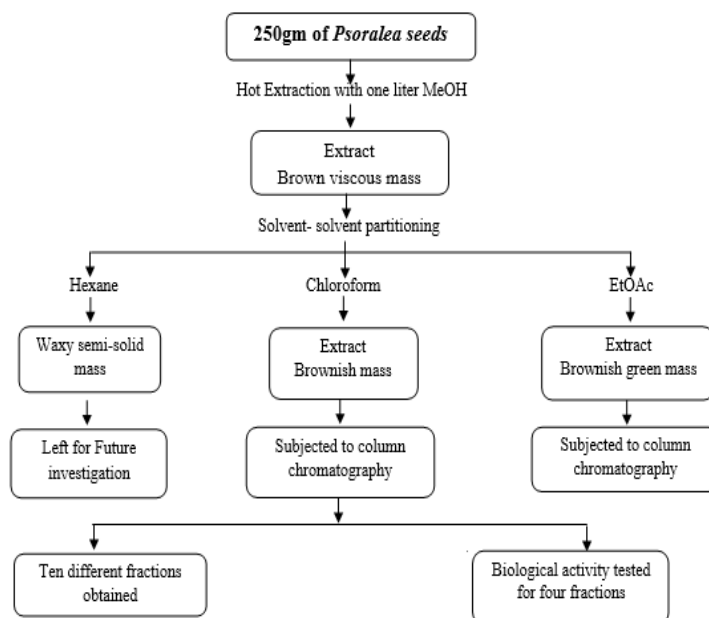 250gm of Psoralea seeds
Hot Extraction with one liter MeOH
Extract
Brown viscous mass
Solvent- solvent partitioning
Hexane
Chloroform
EtOAc
Waxy semi-solid
mass
Extract
Brownish mass
Extract
Brownish green mass
Left for Future
investigation
Subjected to column
chromatography
Subjected to column
chromatography
Ten different fractions
obtained
Biological activity tested
for four fractions